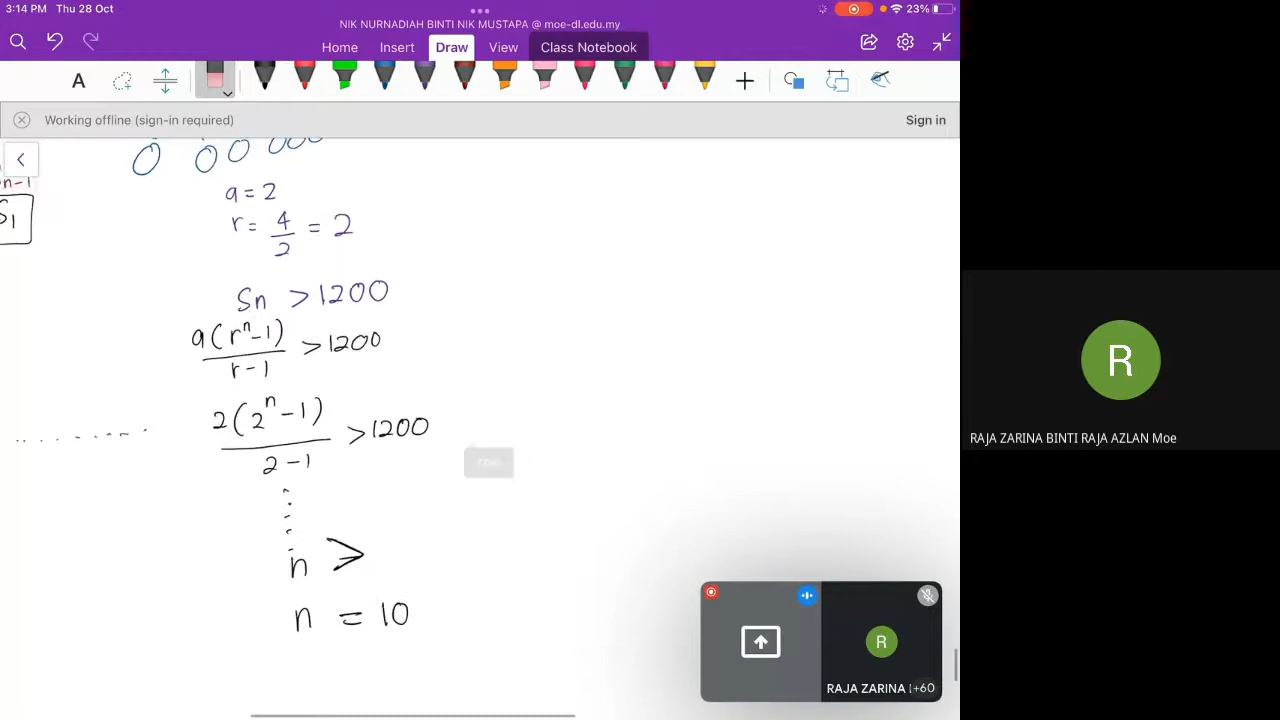 3:14 PM Thu 28 Oct
23%
NIK NURNADIAH BINTI NIK MUSTAPA @ moe-dl.edu.my
Home Insert Draw View Class Notebook
A
Working offline (sign-in required) Sign in
n-1
S1
a = 2
r = 4/2 = 2
Sn > 1200
a(r^n-1)/r-1 > 1200
2(2^n-1)/2-1 > 1200
n >
n = 10
R
RAJA ZARINA BINTI RAJA AZLAN Moe
R
RAJA ZARINA
+60